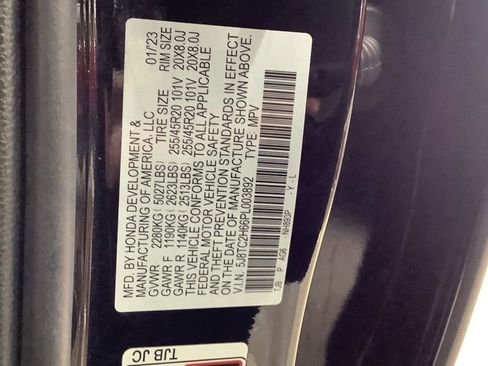 MFD. BY HONDA DEVELOPMENT &
MANUFACTURING OF AMERICA, LLC 01/23
TIRE SIZE RIM SIZE
GVWR 2280KG (5027LBS)
GAWR F 1190KG (2623LBS) 255/45R20 101V 20X8.0J
GAWR R 1140KG (2513LBS) 255/45R20 101V 20X8.0J
THIS VEHICLE CONFORMS TO ALL APPLICABLE
FEDERAL MOTOR VEHICLE SAFETY
AND THEFT PREVENTION STANDARDS IN EFFECT
ON THE DATE OF MANUFACTURE SHOWN ABOVE.
V.I.N. 5J8TC2H66PL003892 TYPE: MPV
TJB P AG6 NH893P - Y - L
TJB JC